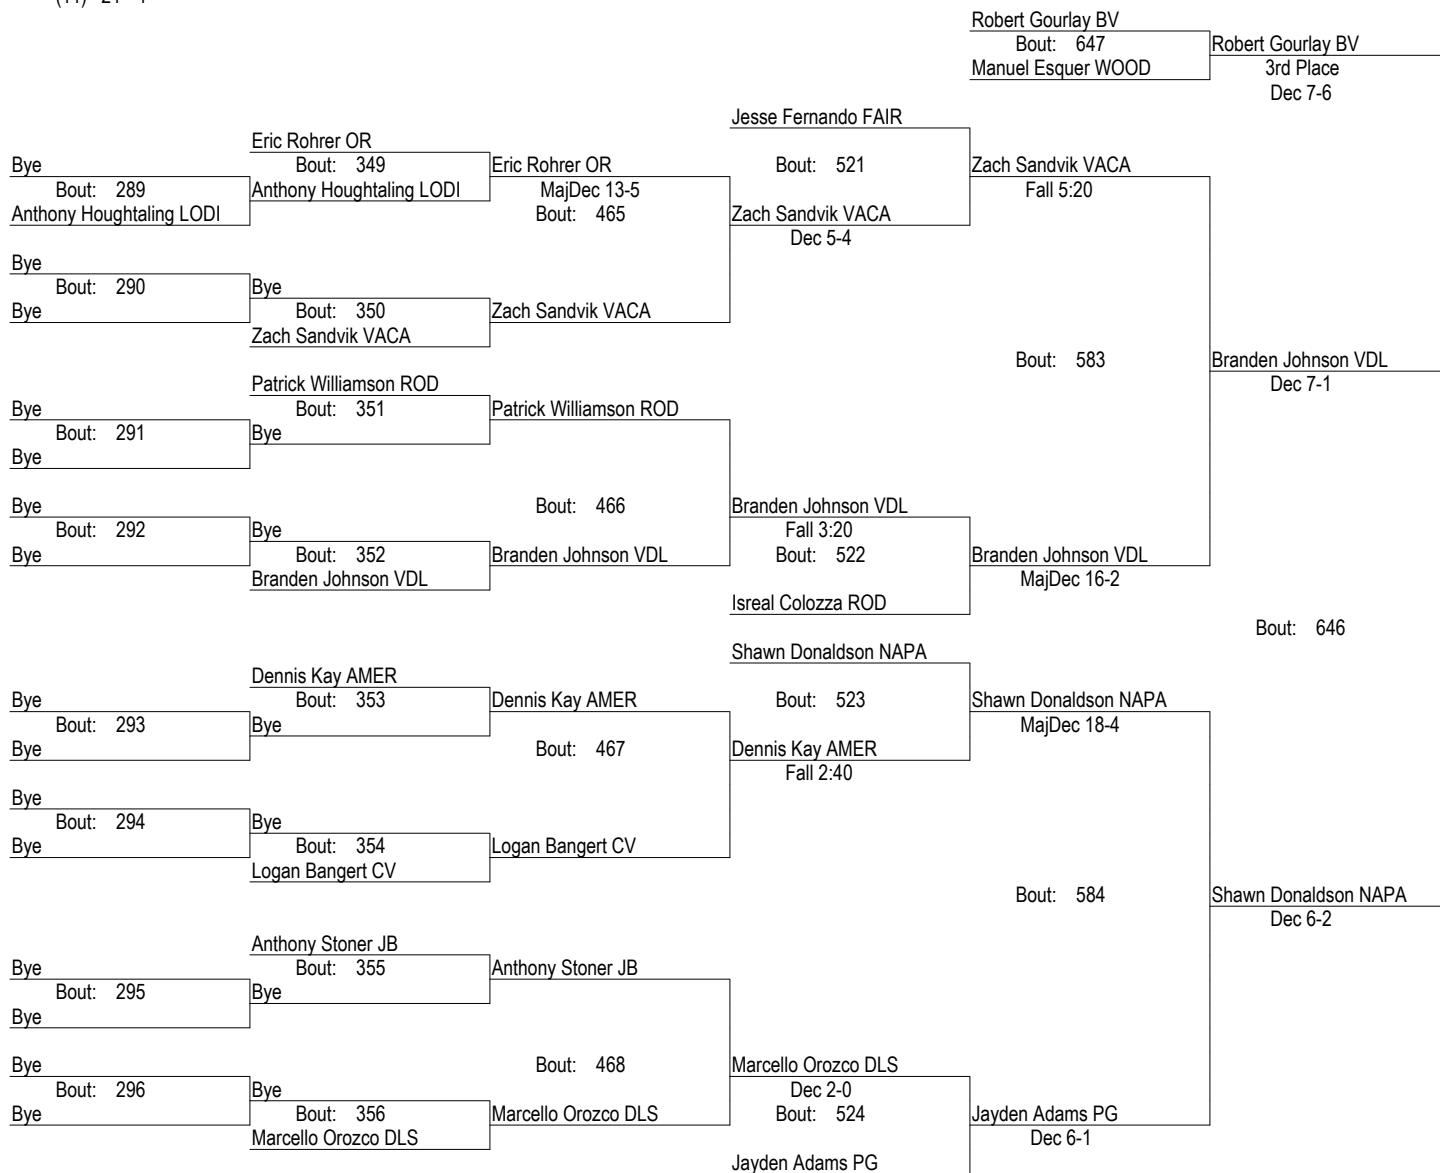 Robert Gourlay BV
Bout: 647
Robert Gourlay BV
Manuel Esquer WOOD
3rd Place
Dec 7-6
Jesse Fernando FAIR
Eric Rohrer OR
Bye
Bout: 349
Eric Rohrer OR
Bout: 521
Zach Sandvik VACA
Bout: 289
Anthony Houghtaling LODI
MajDec 13-5
Fall 5:20
Anthony Houghtaling LODI
Bout: 465
Zach Sandvik VACA
Dec 5-4
Bye
Bout: 290
Bye
Bye
Bout: 350
Zach Sandvik VACA
Zach Sandvik VACA
Bout: 583
Branden Johnson VDL
Patrick Williamson ROD
Dec 7-1
Bye
Bout: 351
Patrick Williamson ROD
Bout: 291
Bye
Bye
Bye
Bout: 466
Branden Johnson VDL
Bout: 292
Bye
Fall 3:20
Bye
Bout: 352
Branden Johnson VDL
Bout: 522
Branden Johnson VDL
Branden Johnson VDL
MajDec 16-2
Isreal Colozza ROD
Bout: 646
Shawn Donaldson NAPA
Dennis Kay AMER
Bye
Bout: 353
Dennis Kay AMER
Bout: 523
Shawn Donaldson NAPA
Bout: 293
Bye
MajDec 18-4
Bye
Bout: 467
Dennis Kay AMER
Fall 2:40
Bye
Bout: 294
Bye
Bye
Bout: 354
Logan Bangert CV
Logan Bangert CV
Bout: 584
Shawn Donaldson NAPA
Dec 6-2
Anthony Stoner JB
Bye
Bout: 355
Anthony Stoner JB
Bout: 295
Bye
Bye
Bye
Bout: 468
Marcello Orozco DLS
Bout: 296
Bye
Dec 2-0
Bye
Bout: 356
Marcello Orozco DLS
Bout: 524
Jayden Adams PG
Marcello Orozco DLS
Dec 6-1
Jayden Adams PG